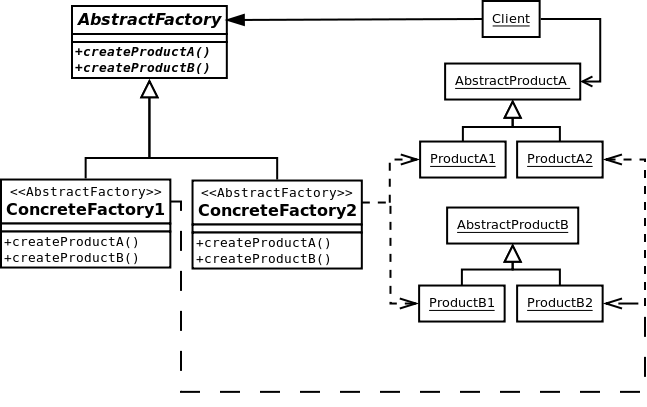 AbstractFactory
+createProductA()
+createProductB()
Client
AbstractProductA
ProductA1
ProductA2
<<AbstractFactory>>
ConcreteFactory1
+createProductA()
+createProductB()
<<AbstractFactory>>
ConcreteFactory2
+createProductA()
+createProductB()
AbstractProductB
ProductB1
ProductB2